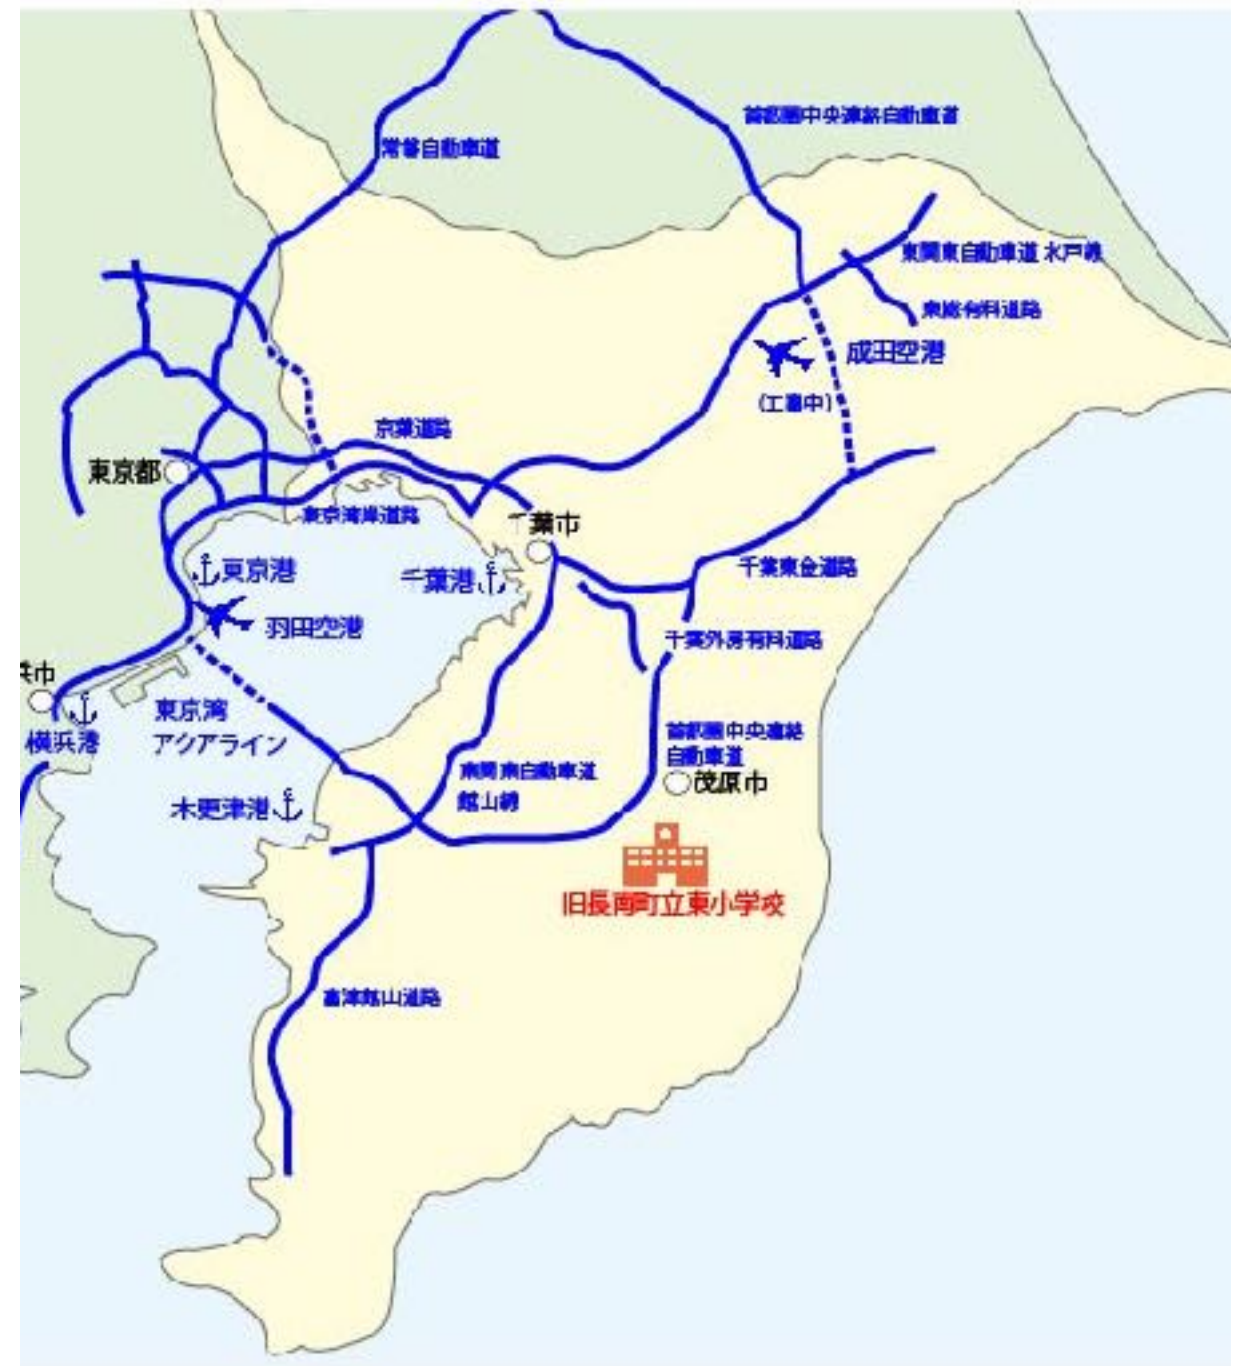 首都圏中央連絡自動車道
常磐自動車道
東関東自動車道 水戸線
東総有料道路
成田空港
(工事中)
京葉道路
東京都
東京湾岸道路
千葉市
東京港
千葉港
千葉東金道路
羽田空港
千葉外房有料道路
浜市
横浜港
東京湾
アクアライン
首都圏中央連絡
自動車道
茂原市
東関東自動車道
館山線
木更津港
旧長南町立東小学校
富津館山道路